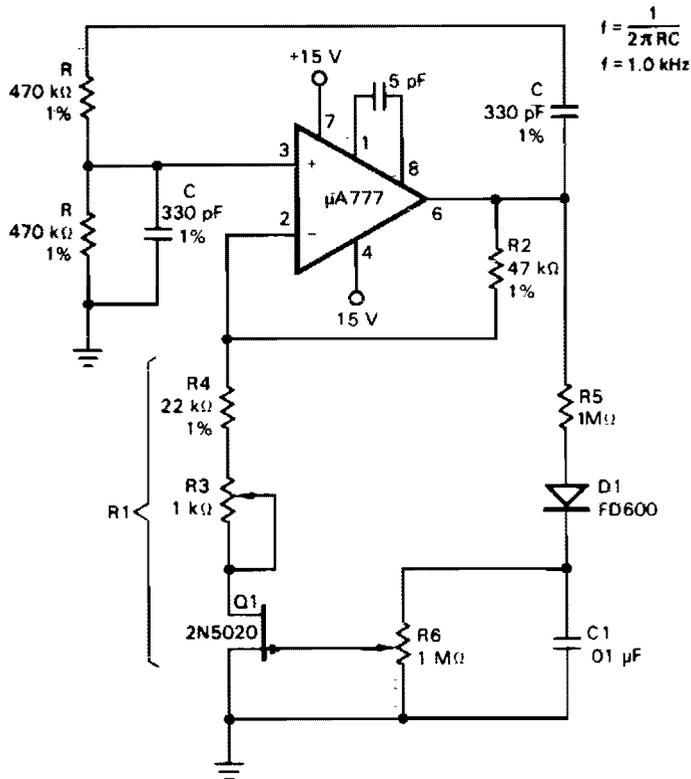 f = 1 / 2πRC
f = 1.0 kHz
+15 V
R
470 kΩ
1%
5 pF
C
330 pF
1%
7
1
3
+
8
μA777
6
R
470 kΩ
1%
C
330 pF
1%
2
−
4
15 V
R2
47 kΩ
1%
R4
22 kΩ
1%
R5
1MΩ
R3
1 kΩ
R1
D1
FD600
Q1
2N5020
R6
1 MΩ
C1
01 μF